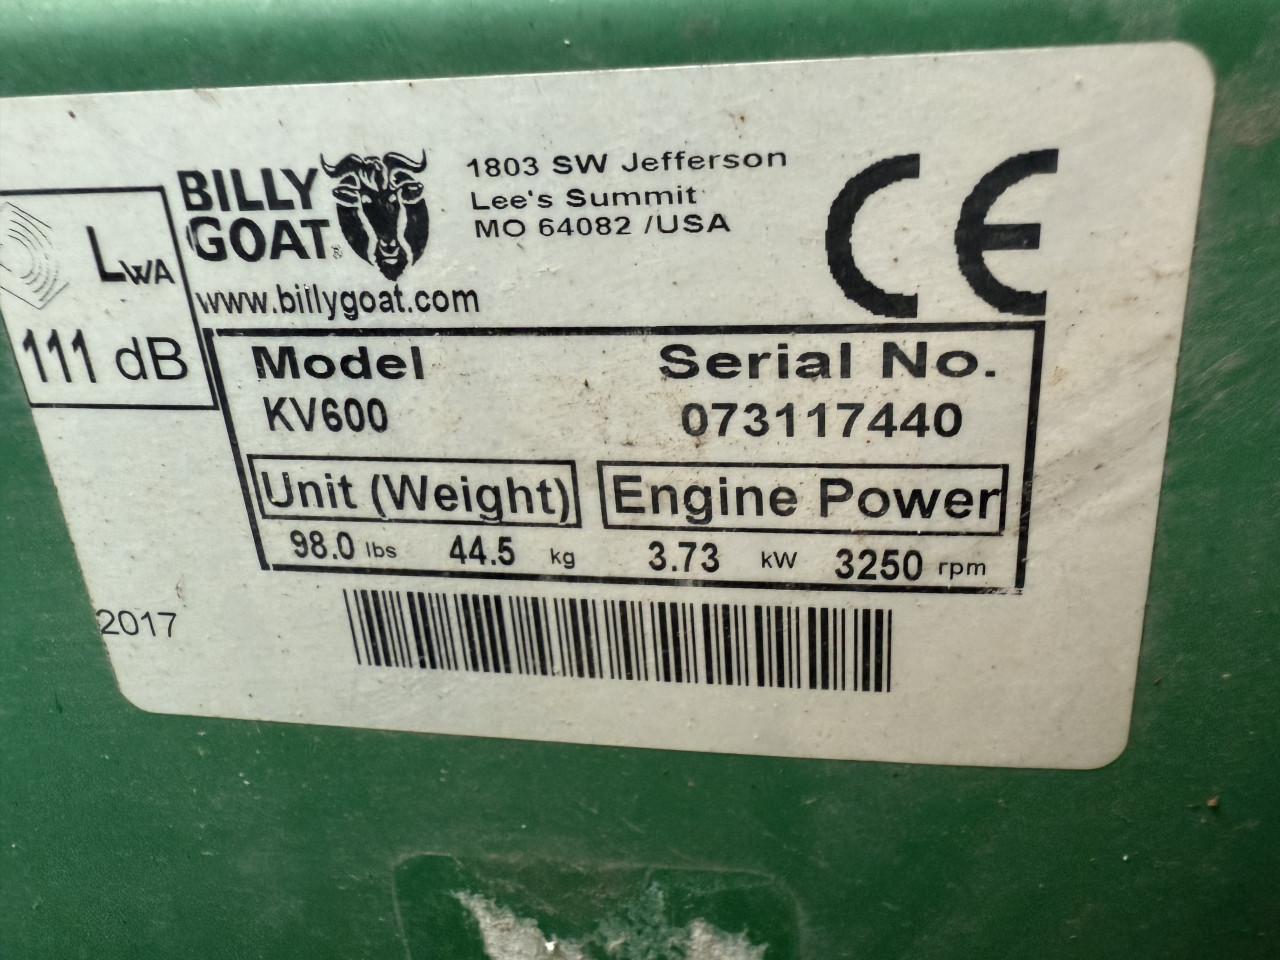 BILLY
GOAT
www.billygoat.com
1803 SW Jefferson
Lee's Summit
MO 64082 /USA
CE
LWA
111 dB
Model Serial No.
KV600 073117440
Unit (Weight) Engine Power
98.0 lbs 44.5 kg 3.73 kW 3250 rpm
2017